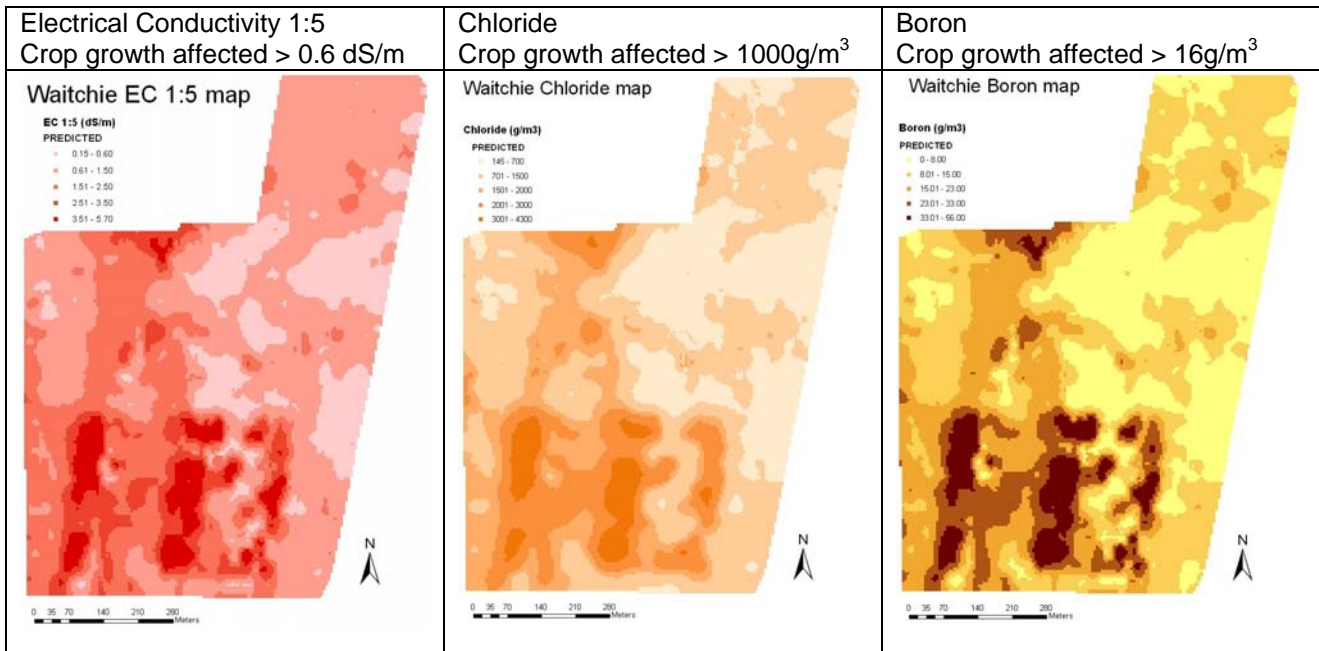 Electrical Conductivity 1:5
Crop growth affected > 0.6 dS/m
Waitchie EC 1:5 map
EC 1:5 (dS/m)
PREDICTED
0.15 - 0.60
0.61 - 1.50
1.51 - 2.50
2.51 - 3.50
3.51 - 5.70
N
0 35 70 140 210 280
Meters
Chloride
Crop growth affected > 1000g/m³
Waitchie Chloride map
Chloride (g/m3)
PREDICTED
145 - 700
701 - 1500
1501 - 2000
2001 - 3000
3001 - 4300
N
0 35 70 140 210 280
Meters
Boron
Crop growth affected > 16g/m³
Waitchie Boron map
Boron (g/m3)
PREDICTED
0 - 8.00
8.01 - 15.00
15.01 - 23.00
23.01 - 33.00
33.01 - 56.00
N
0 35 70 140 210 280
Meters